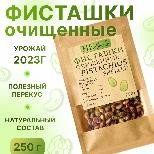 ФИСТАШКИ
очищенные
УРОЖАЙ
2023Г
ПОЛЕЗНЫЙ
ПЕРЕКУС
НАТУРАЛЬНЫЙ
СОСТАВ
250 г
ФИСТАШКИ
PISTACHIOS